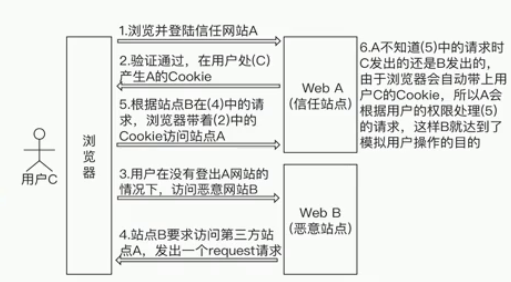 1.浏览并登陆信任网站A
2.验证通过，在用处(C)
产生A的Cookie
5.根据站点B在(4)中的请
求，浏览器带着(2)中的
Cookie访问站点A
3.用户在没有登出A网站的
情况下，访问恶意网站B
4.站点B要求访问第三方站
点A，发出一个request请求
用户C
浏
览
器
Web A
(信任站点)
Web B
(恶意站点)
6.A不知道(5)中的请求时
C发出的还是B发出的，
由于浏览器会自动带上用
户C的Cookie，所以A会
根据用户的权限处理(5)
的请求，这样B就达到了
模拟用户操作的目的